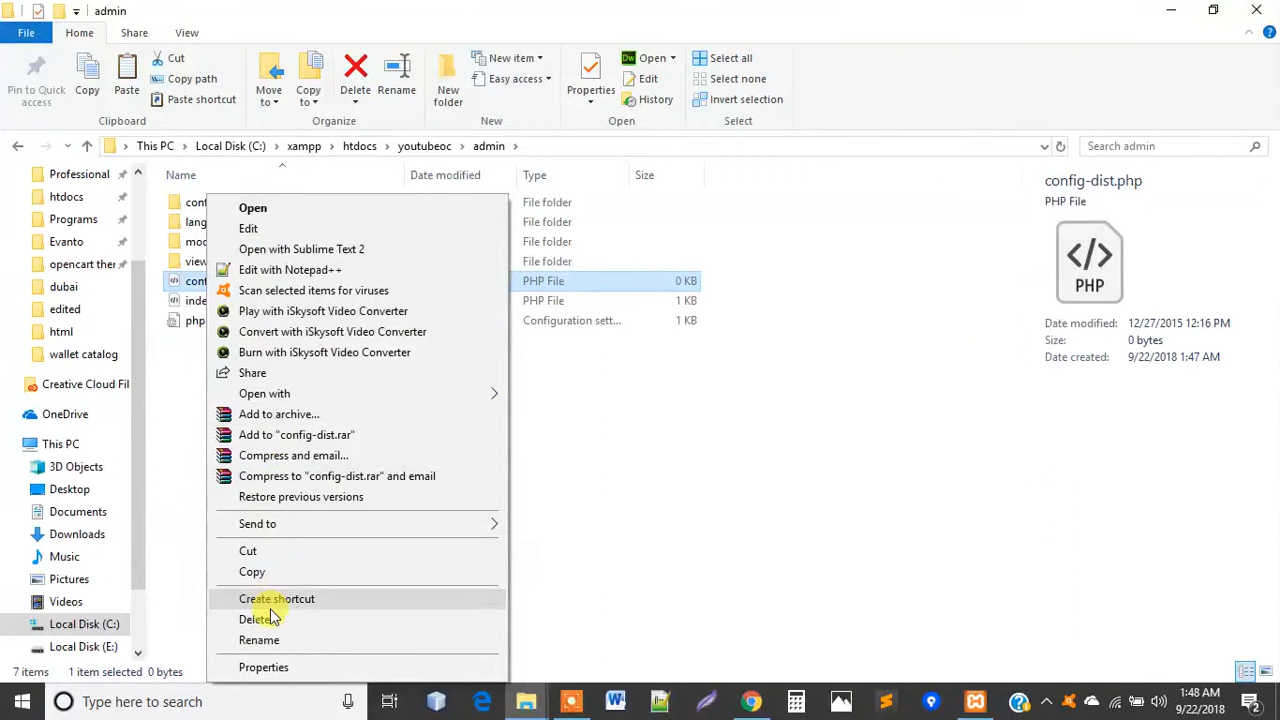 admin
File Home Share View
Pin to Quick access
Copy
Paste
Cut
Copy path
Paste shortcut
Clipboard
Move to
Copy to
Delete
Rename
Organize
New folder
New item
Easy access
New
Properties
Open
Edit
History
Open
Select all
Select none
Invert selection
Select
This PC > Local Disk (C:) > xampp > htdocs > youtubeoc > admin >
Search admin
Professional
htdocs
Programs
Evanto
opencart ther
dubai
edited
html
wallet catalog
Creative Cloud Fil
OneDrive
This PC
3D Objects
Desktop
Documents
Downloads
Music
Pictures
Videos
Local Disk (C:)
Local Disk (E:)
Name Date modified Type Size
File folder
File folder
File folder
File folder
PHP File 0 KB
PHP File 1 KB
Configuration sett... 1 KB
con
lang
view
conf
inde
php
Open
Edit
Open with Sublime Text 2
Edit with Notepad++
Scan selected items for viruses
Play with iSkysoft Video Converter
Convert with iSkysoft Video Converter
Burn with iSkysoft Video Converter
Share
Open with
Add to archive...
Add to "config-dist.rar"
Compress and email...
Compress to "config-dist.rar" and email
Restore previous versions
Send to
Cut
Copy
Create shortcut
Delete
Rename
Properties
config-dist.php
PHP File
PHP
Date modified: 12/27/2015 12:16 PM
Size: 0 bytes
Date created: 9/22/2018 1:47 AM
7 items 1 item selected 0 bytes
Type here to search
1:48 AM
9/22/2018
2